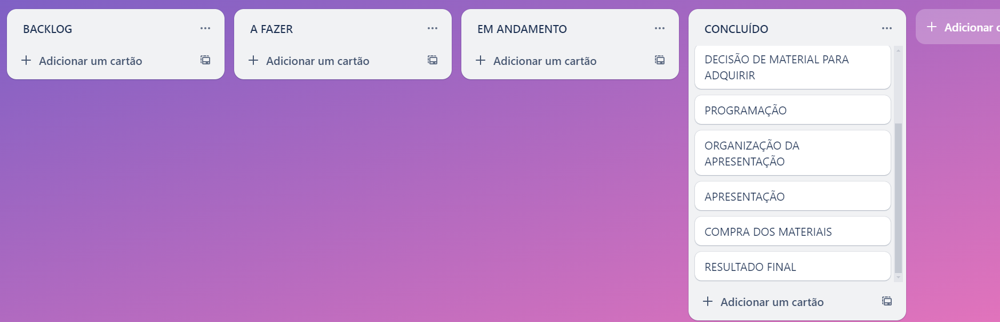 BACKLOG
Adicionar um cartão
A FAZER
Adicionar um cartão
EM ANDAMENTO
Adicionar um cartão
CONCLUÍDO
DECISÃO DE MATERIAL PARA
ADQUIRIR
PROGRAMAÇÃO
ORGANIZAÇÃO DA
APRESENTAÇÃO
APRESENTAÇÃO
COMPRA DOS MATERIAIS
RESULTADO FINAL
Adicionar um cartão
Adicionar